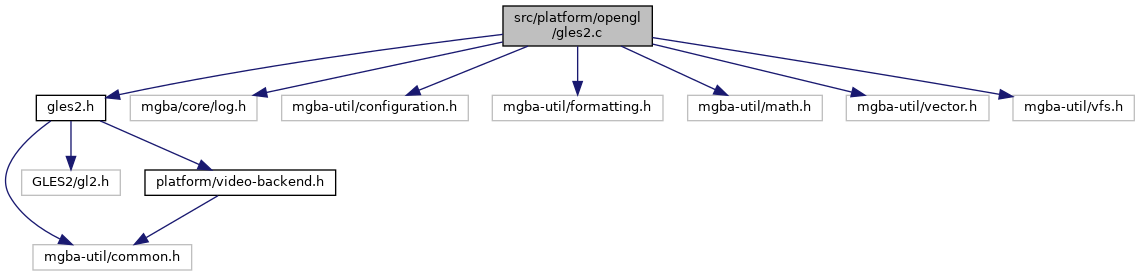 src/platform/opengl
/gles2.c
gles2.h
mgba/core/log.h
mgba-util/configuration.h
mgba-util/formatting.h
mgba-util/math.h
mgba-util/vector.h
mgba-util/vfs.h
GLES2/gl2.h
platform/video-backend.h
mgba-util/common.h